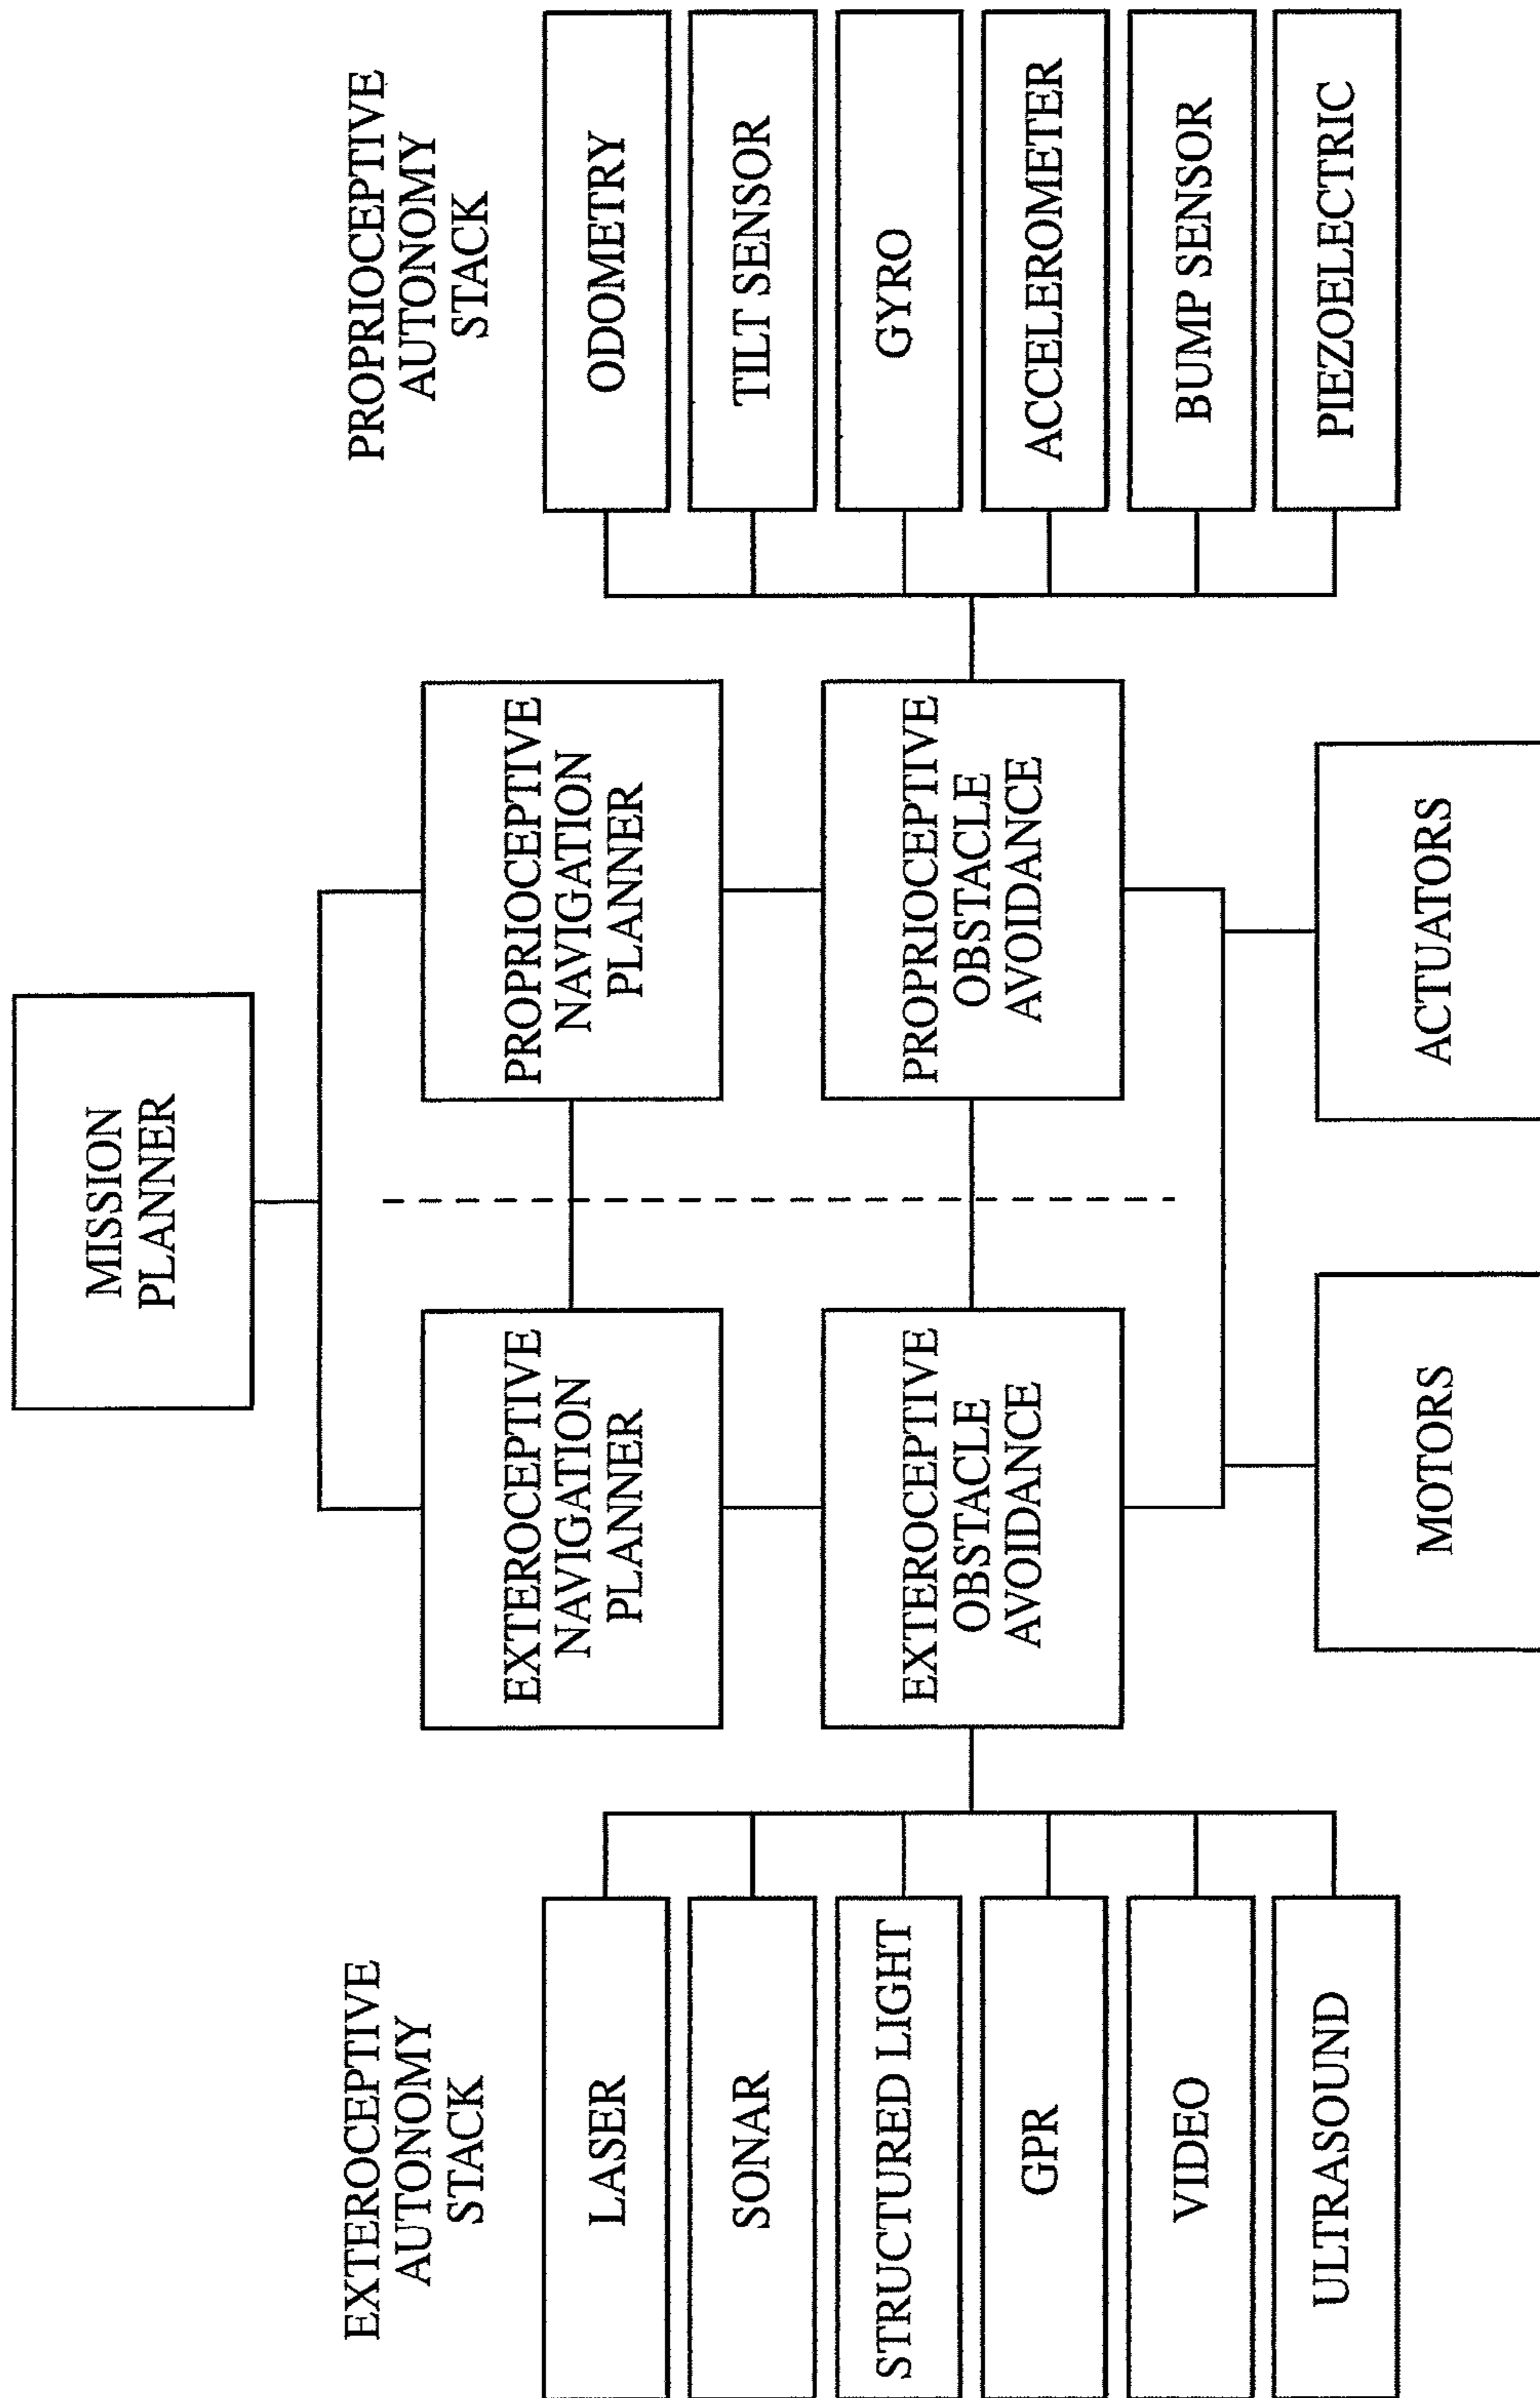 MISSION
PLANNER
EXTEROCEPTIVE
AUTONOMY
STACK
PROPRIOCEPTIVE
AUTONOMY
STACK
LASER
SONAR
STRUCTURED LIGHT
GPR
VIDEO
ULTRASOUND
EXTEROCEPTIVE
NAVIGATION
PLANNER
PROPRIOCEPTIVE
NAVIGATION
PLANNER
EXTEROCEPTIVE
OBSTACLE
AVOIDANCE
PROPRIOCEPTIVE
OBSTACLE
AVOIDANCE
ODOMETRY
TILT SENSOR
GYRO
ACCELEROMETER
BUMP SENSOR
PIEZOELECTRIC
MOTORS
ACTUATORS